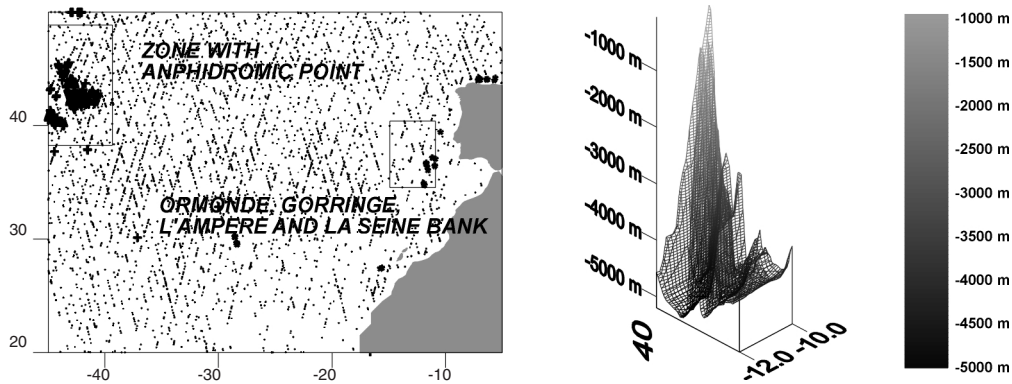 ZONE WITH
ANPHIDROMIC POINT
ORMONDE, GORRINGE,
L'AMPERE AND LA SEINE BANK
40
30
20
-40
-30
-20
-10
-1000 m
-2000 m
-3000 m
-4000 m
-5000 m
40
-12.0
-10.0
-1000 m
-1500 m
-2000 m
-2500 m
-3000 m
-3500 m
-4000 m
-4500 m
-5000 m